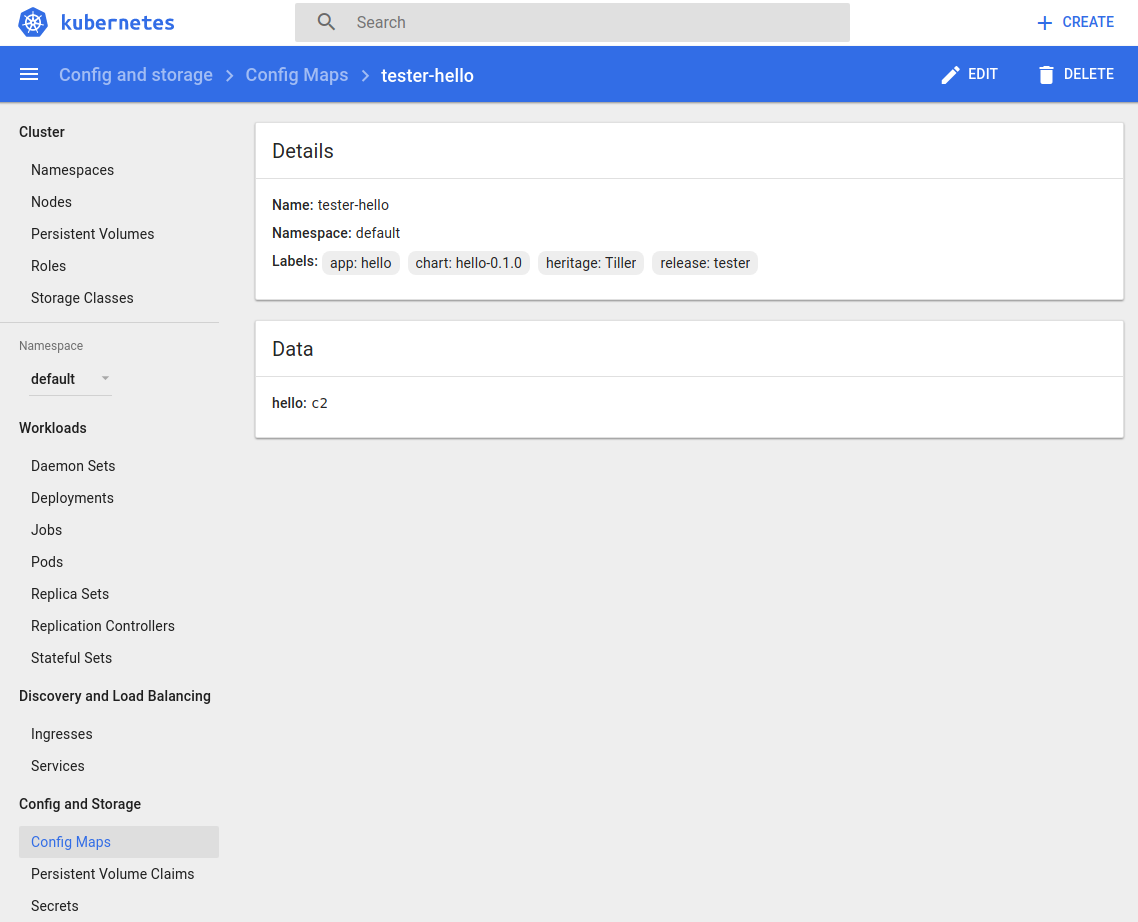 kubernetes
Search
CREATE
Config and storage > Config Maps > tester-hello
EDIT
DELETE
Cluster
Namespaces
Nodes
Persistent Volumes
Roles
Storage Classes
Namespace
default
Workloads
Daemon Sets
Deployments
Jobs
Pods
Replica Sets
Replication Controllers
Stateful Sets
Discovery and Load Balancing
Ingresses
Services
Config and Storage
Config Maps
Persistent Volume Claims
Secrets
Details
Name: tester-hello
Namespace: default
Labels: app: hello chart: hello-0.1.0 heritage: Tiller release: tester
Data
hello: c2